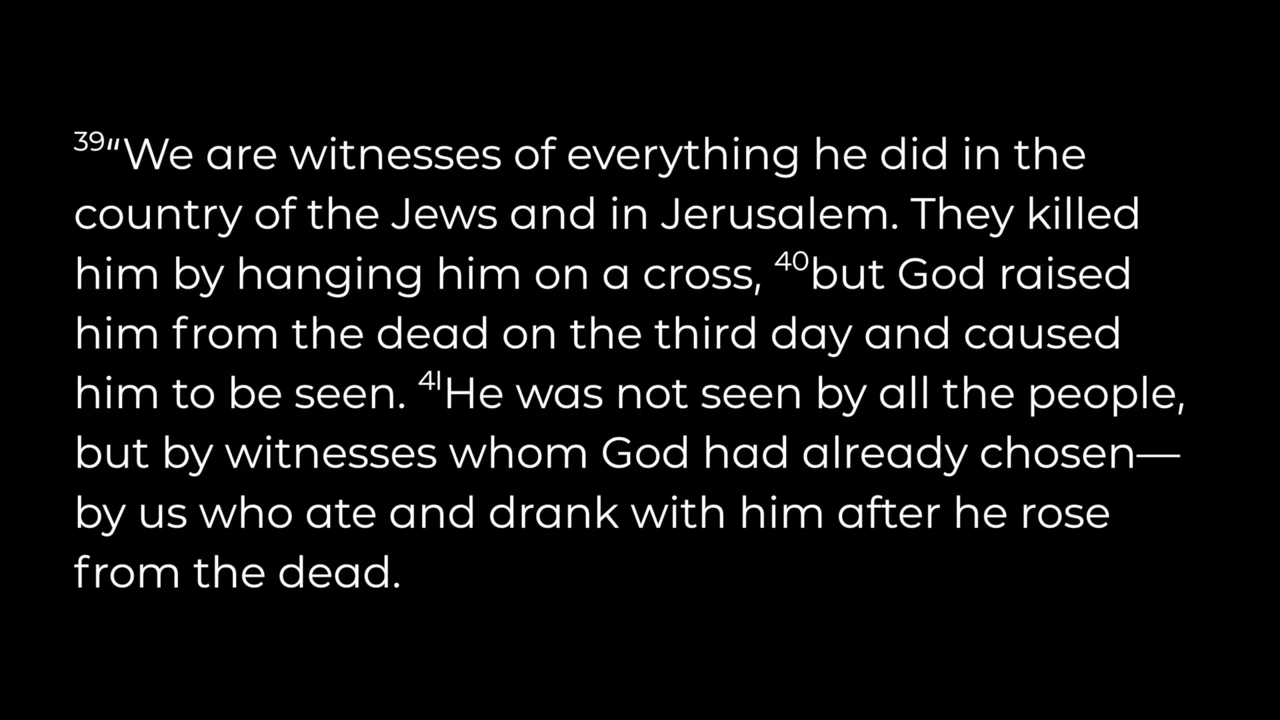 39“We are witnesses of everything he did in the
country of the Jews and in Jerusalem. They killed
him by hanging him on a cross, 40but God raised
him from the dead on the third day and caused
him to be seen. 41He was not seen by all the people,
but by witnesses whom God had already chosen—
by us who ate and drank with him after he rose
from the dead.